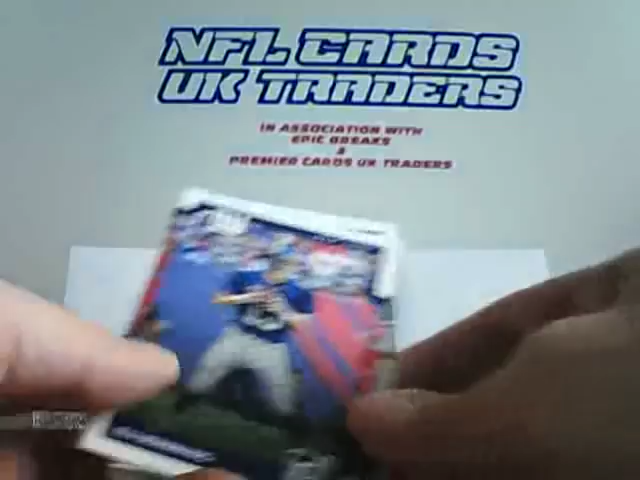 NFL CARDS
UK TRADERS
IN ASSOCIATION WITH
EPIC BREAKS
&
PREMIER CARDS UK TRADERS